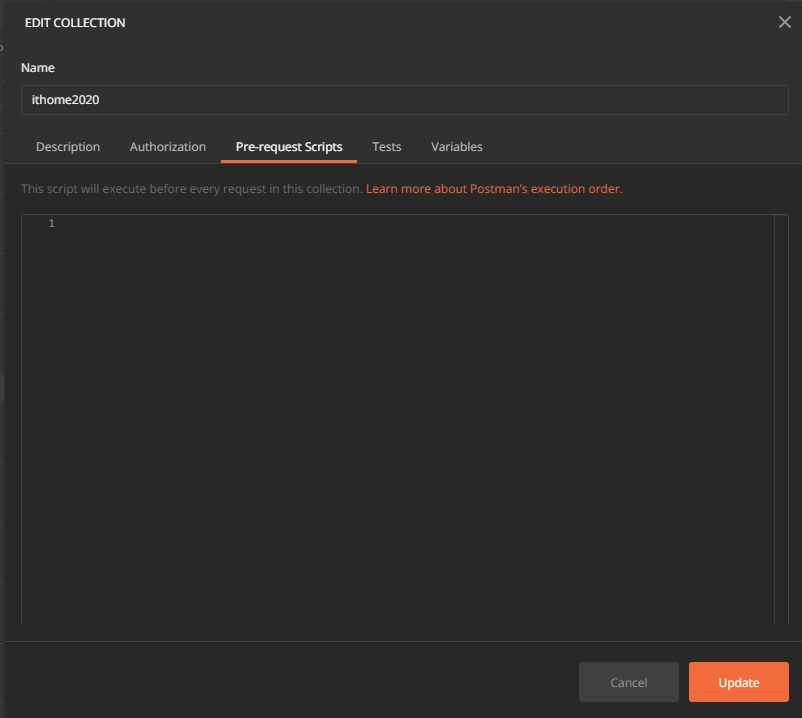 EDIT COLLECTION
Name
ithome2020
Description Authorization Pre-request Scripts Tests Variables
This script will execute before every request in this collection. Learn more about Postman's execution order.
1
Cancel Update